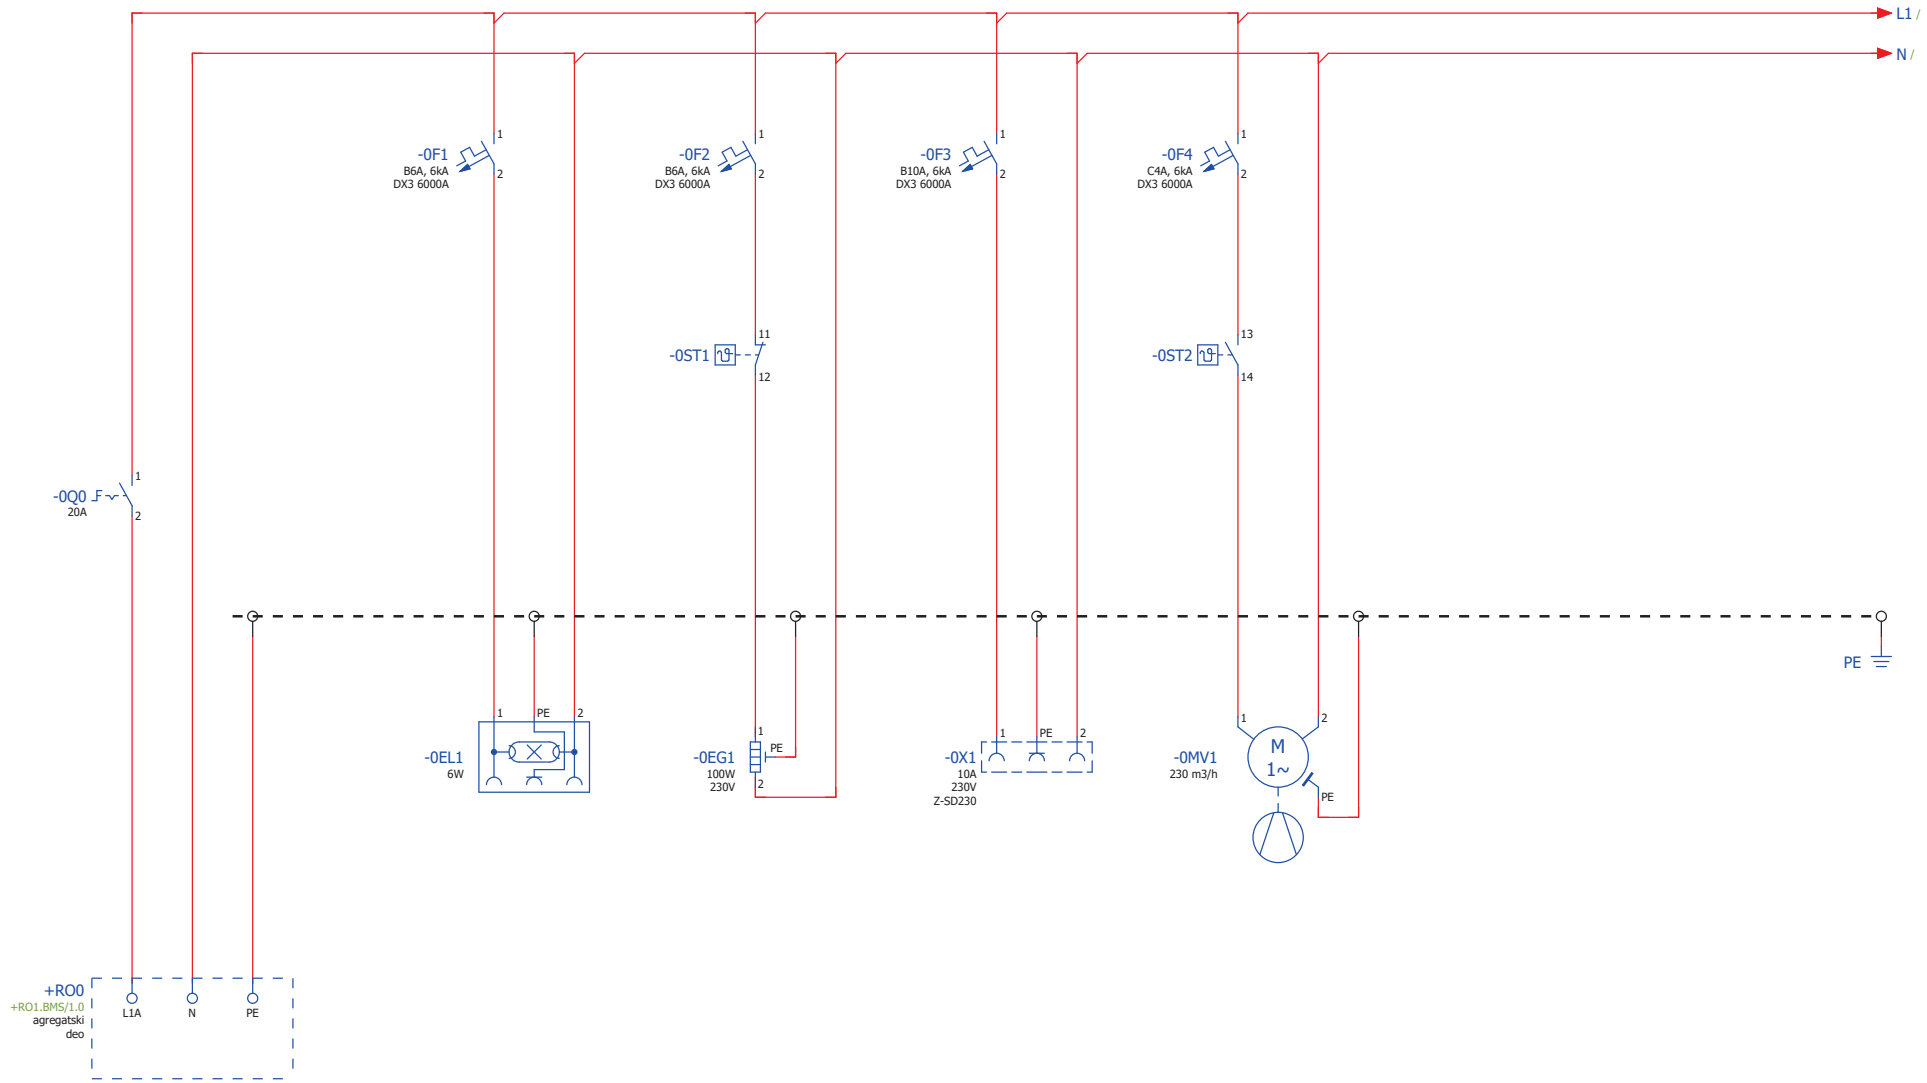 L1 /
N /
1
1
1
1
-0F1
-0F2
-0F3
-0F4
B6A, 6kA
B6A, 6kA
B10A, 6kA
C4A, 6kA
DX3 6000A
DX3 6000A
DX3 6000A
DX3 6000A
2
2
2
2
11
13
-0ST1
-0ST2
12
14
1
-0Q0
20A
2
PE
1
PE
2
-0EL1
6W
1
PE
-0EG1
100W
230V
2
1
PE
2
-0X1
10A
230V
Z-SD230
1
2
M
1~
-0MV1
230 m3/h
PE
+RO0
+RO1.BMS/1.0
agregatski
deo
L1A
N
PE